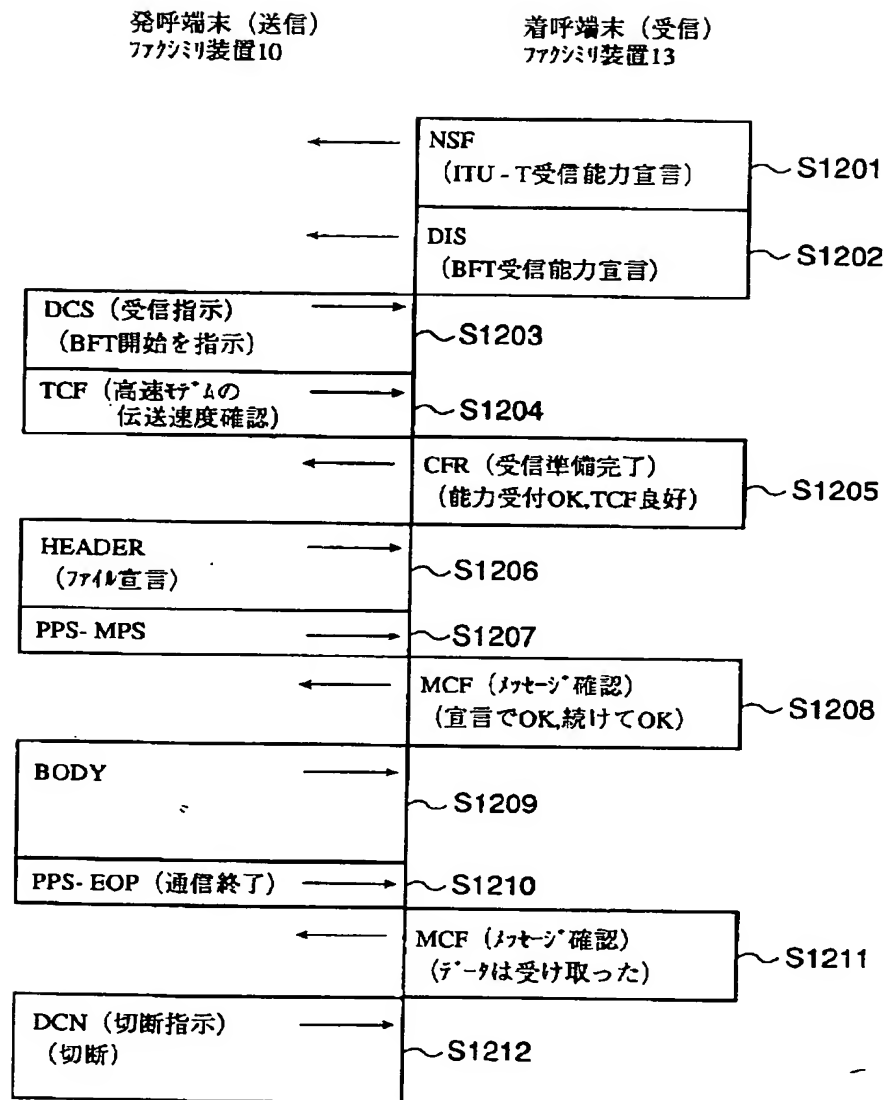 発呼端末（送信）
ﾌｧｸｼﾐﾘ装置10
着呼端末（受信）
ﾌｧｸｼﾐﾘ装置13
NSF
（ITU - T受信能力宣言）
S1201
DIS
（BFT受信能力宣言）
S1202
DCS（受信指示）
（BFT開始を指示）
S1203
TCF（高速ﾓﾃﾞﾑの
伝送速度確認）
S1204
CFR（受信準備完了）
（能力受付OK,TCF良好）
S1205
HEADER
（ﾌｧｲﾙ宣言）
S1206
PPS- MPS
S1207
MCF（ﾒｯｾｰｼﾞ確認）
（宣言でOK,続けてOK）
S1208
BODY
S1209
PPS- EOP（通信終了）
S1210
MCF（ﾒｯｾｰｼﾞ確認）
（ﾃﾞｰﾀは受け取った）
S1211
DCN（切断指示）
（切断）
S1212